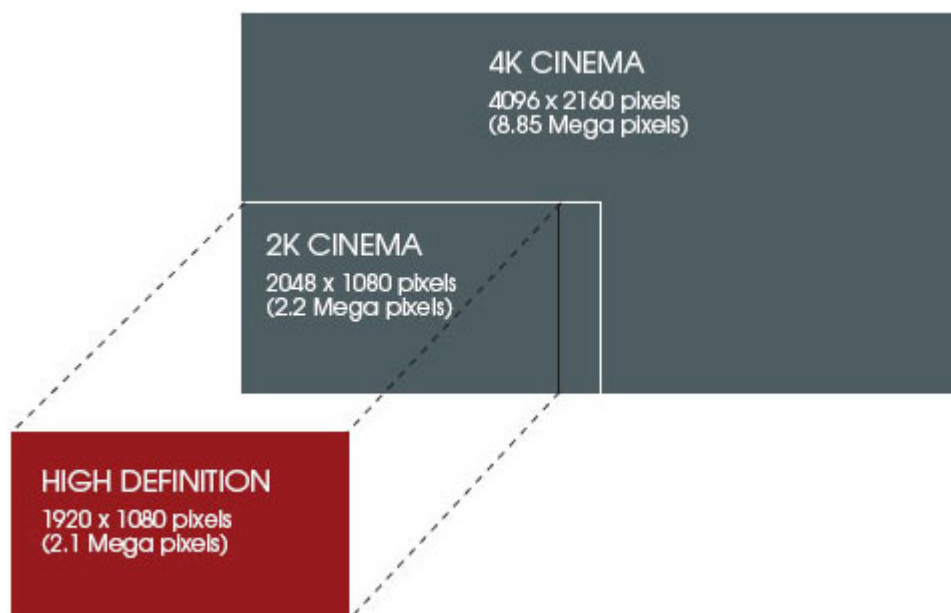 4K CINEMA
4096 x 2160 pixels
(8.85 Mega pixels)
2K CINEMA
2048 x 1080 pixels
(2.2 Mega pixels)
HIGH DEFINITION
1920 x 1080 pixels
(2.1 Mega pixels)